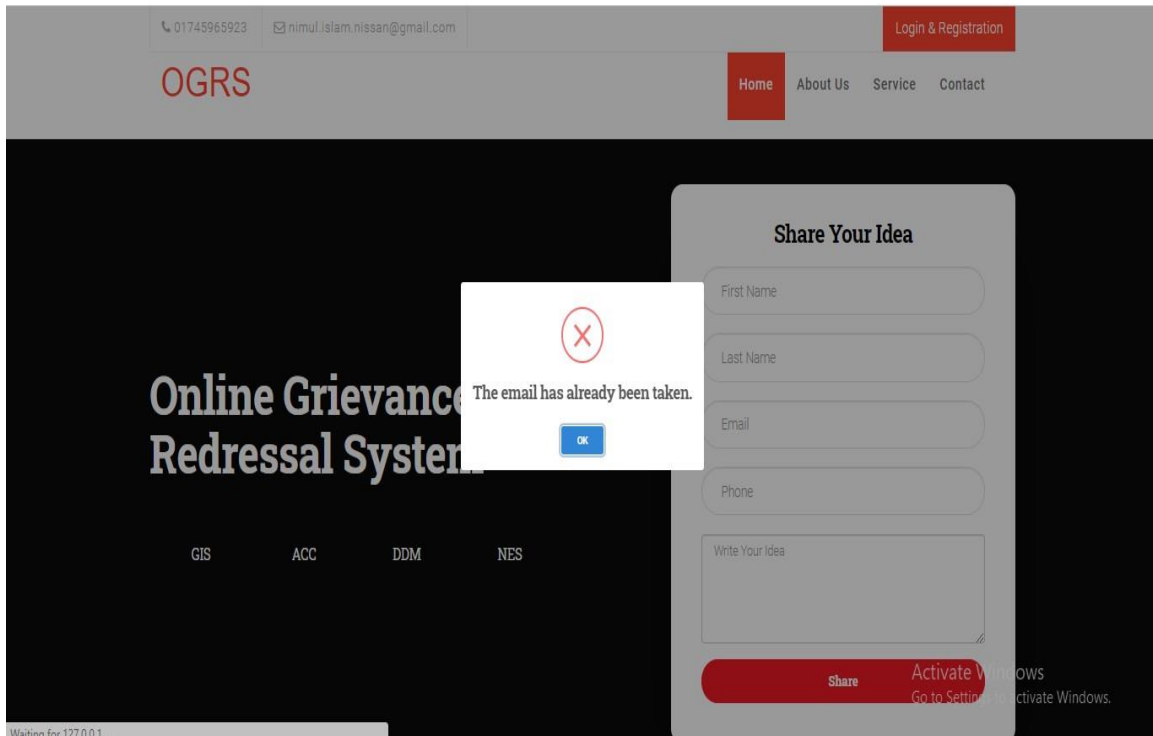 01745965923
nimul.islam.nissan@gmail.com
Login & Registration
OGRS
Home
About Us
Service
Contact
Share Your Idea
First Name
Last Name
Email
Phone
Write Your Idea
Share
The email has already been taken.
OK
Online Grievance
Redressal System
GIS
ACC
DDM
NES
Activate Windows
Go to Settings to activate Windows.
Waiting for 127.0.0.1